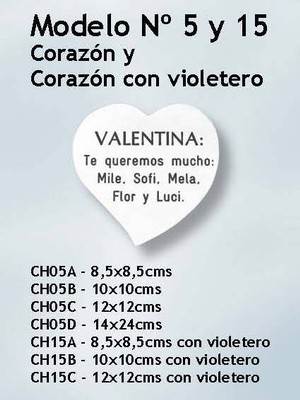 Modelo Nº 5 y 15
Corazón y
Corazón con violetero
VALENTINA:
Te queremos mucho:
Mile, Sofi, Mela,
Flor y Luci.
CH05A - 8,5x8,5cms
CH05B - 10x10cms
CH05C - 12x12cms
CH05D - 14x24cms
CH15A - 8,5x8,5cms con violetero
CH15B - 10x10cms con violetero
CH15C - 12x12cms con violetero